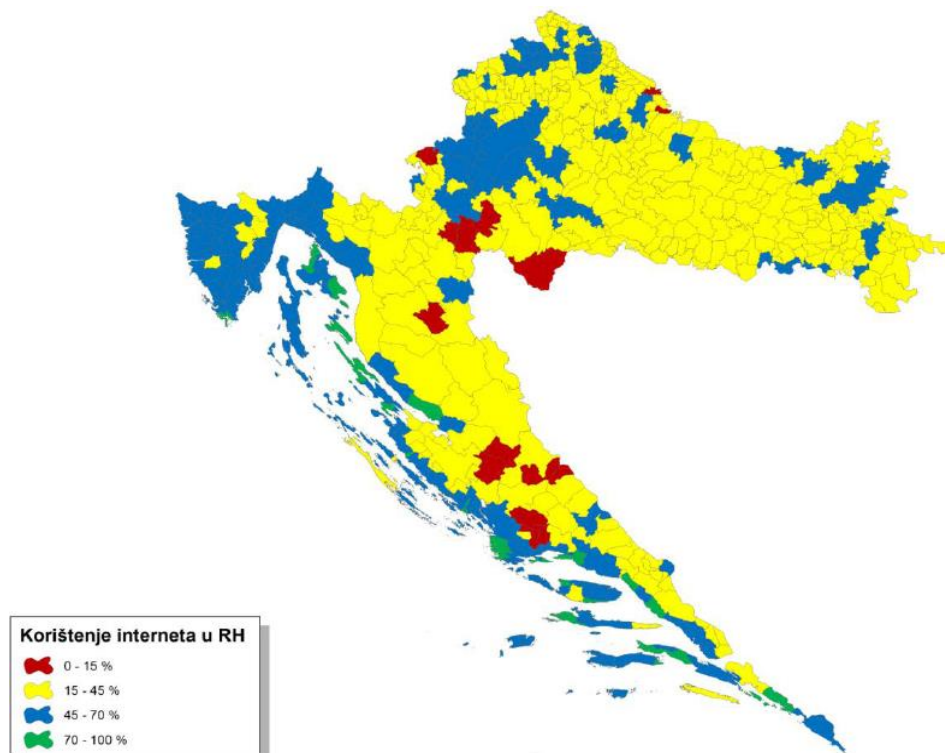 Korištenje interneta u RH
0 - 15 %
15 - 45 %
45 - 70 %
70 - 100 %